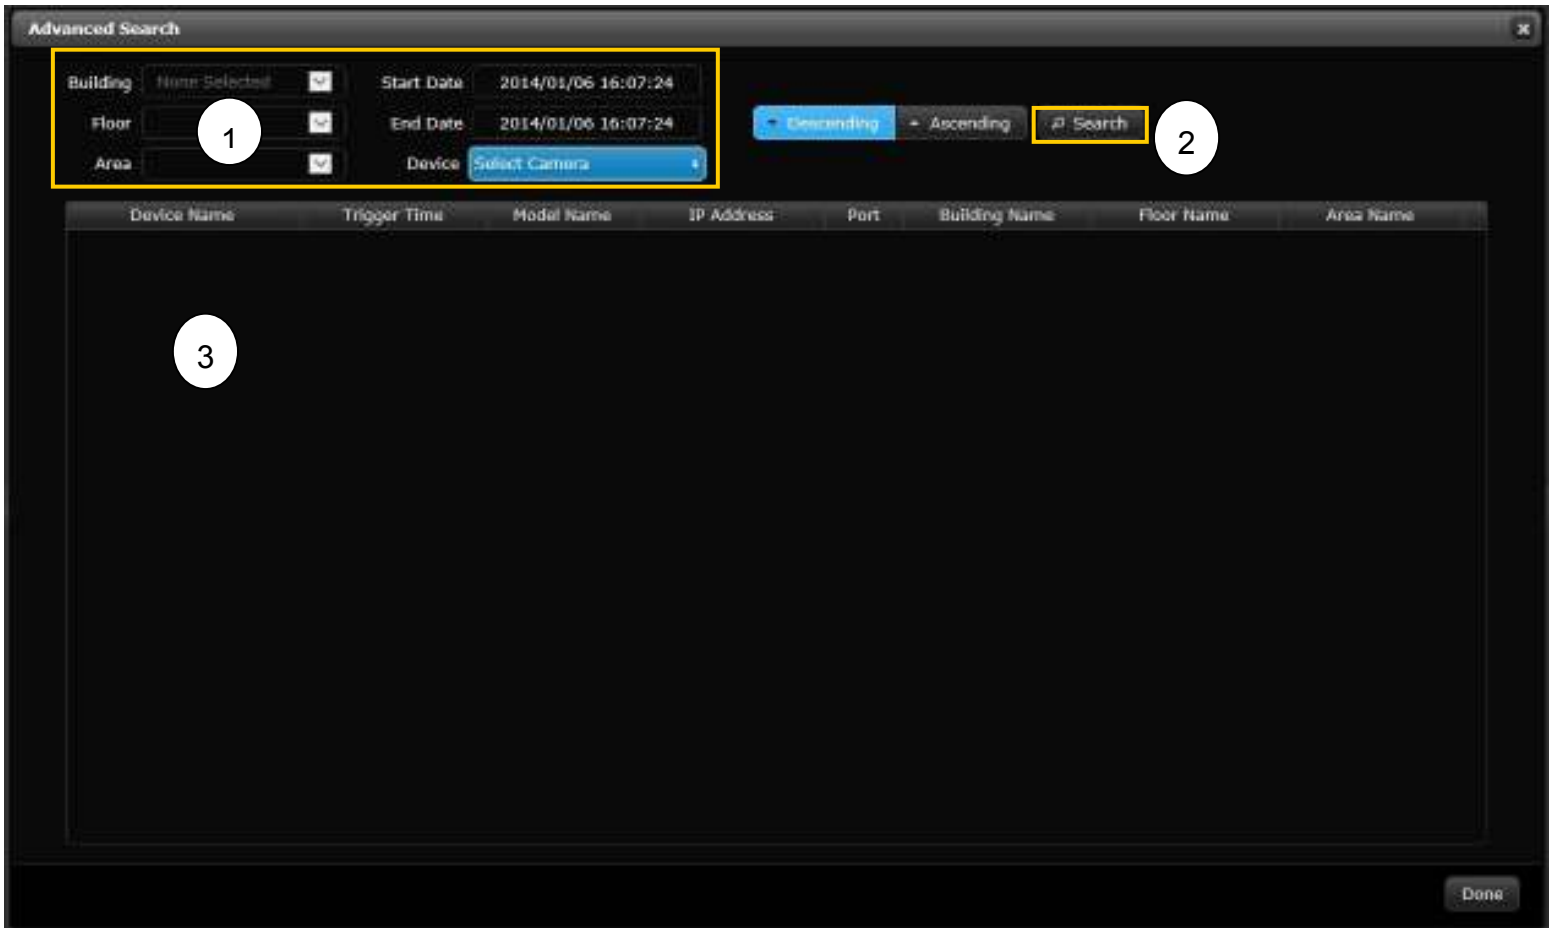 Advanced Search
Building None Selected Start Date 2014/01/06 16:07:24
Floor End Date 2014/01/06 16:07:24 Descending Ascending Search
Area Device Select Camera
1
2
Device Name Trigger Time Model Name IP Address Port Building Name Floor Name Area Name
3
Done